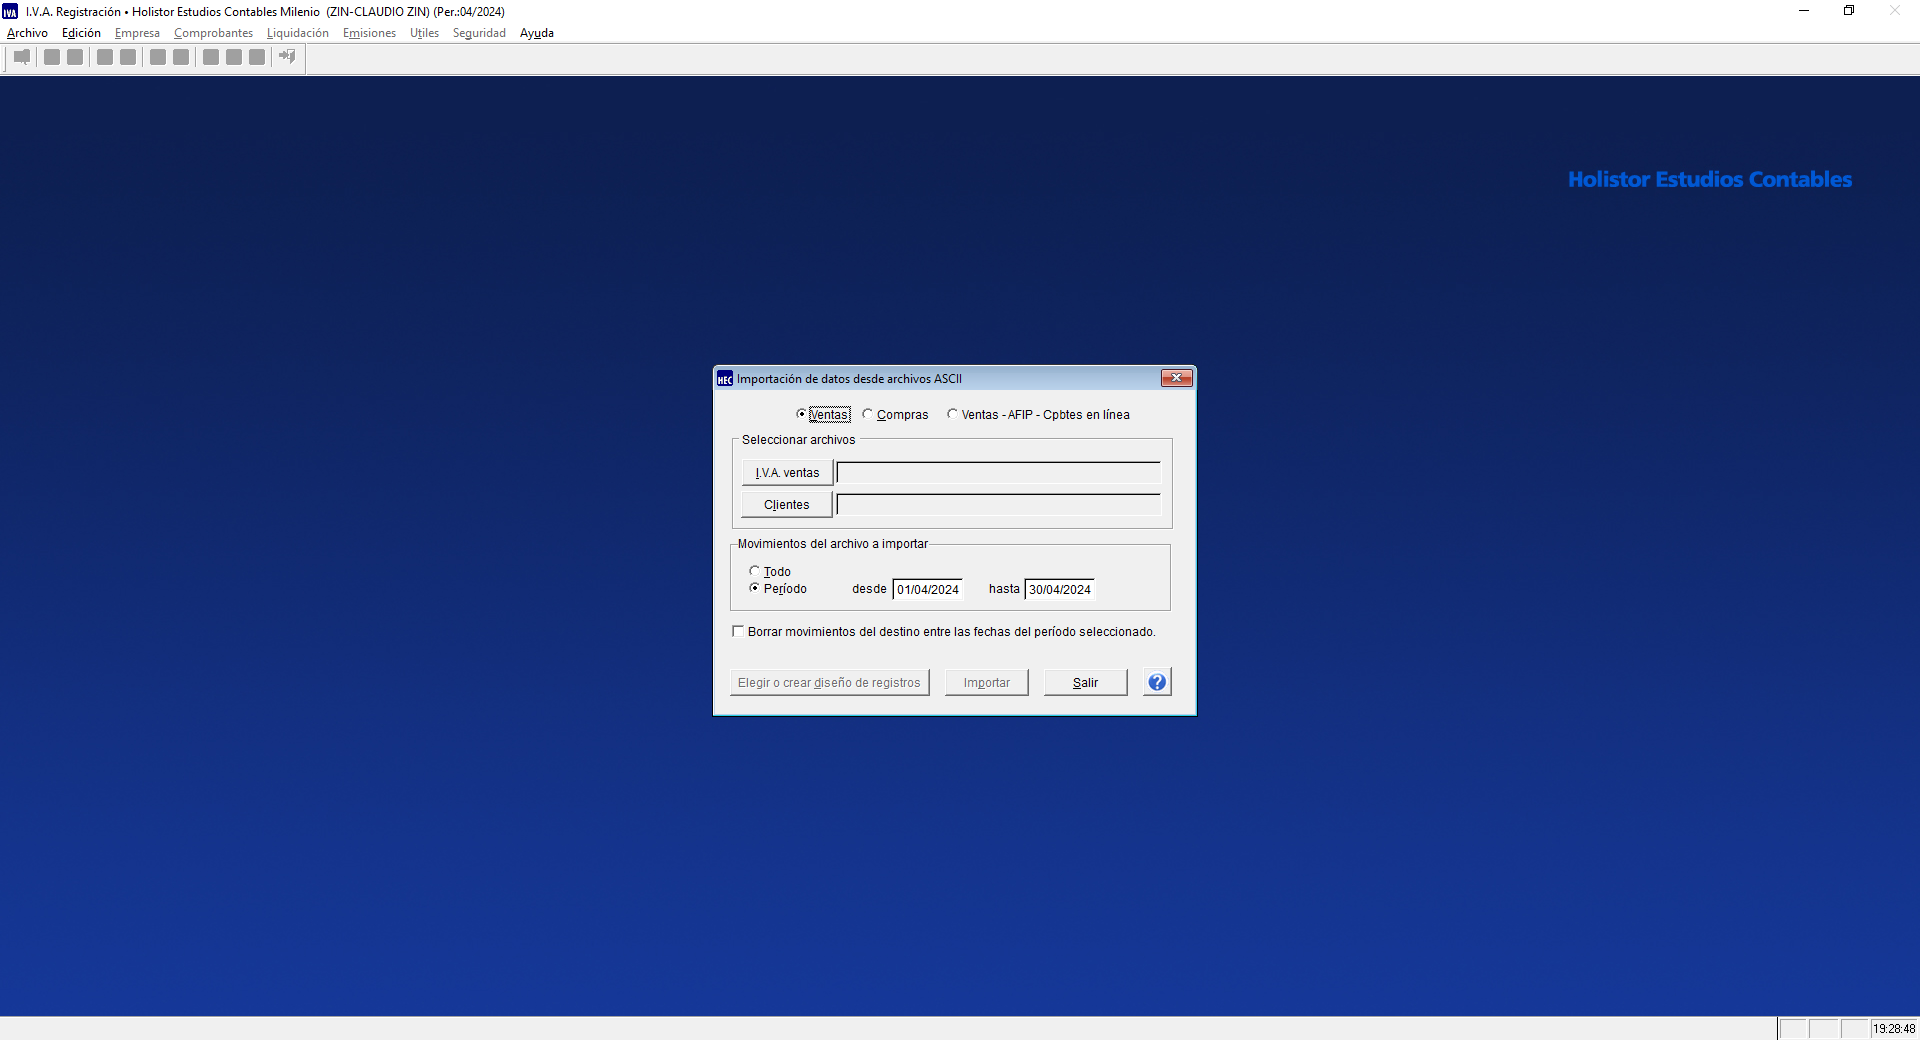 IVA I.V.A. Registración • Holistor Estudios Contables Milenio (ZIN-CLAUDIO ZIN) (Per.:04/2024)
Archivo Edición Empresa Comprobantes Liquidación Emisiones Utiles Seguridad Ayuda
Holistor Estudios Contables
HEC Importación de datos desde archivos ASCII
Ventas Compras Ventas - AFIP - Cpbtes en línea
Seleccionar archivos
I.V.A. ventas
Clientes
Movimientos del archivo a importar
Todo
Período desde 01/04/2024 hasta 30/04/2024
Borrar movimientos del destino entre las fechas del período seleccionado.
Elegir o crear diseño de registros Importar Salir ?
19:28:48